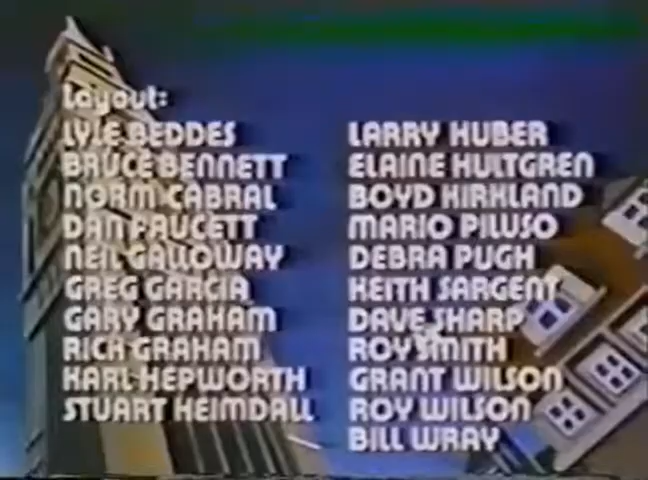 Layout:
LYLE BEDDES
BRUCE BENNETT
NORM CABRAL
DAN FAUCETT
NEIL GALLOWAY
GREG GARCIA
GARY GRAHAM
RICH GRAHAM
KARL HEPWORTH
STUART HEIMDALL
LARRY HUBER
ELAINE HULTGREN
BOYD KIRKLAND
MARIO PILUSO
DEBRA PUGH
KEITH SARGENT
DAVE SHARP
ROY SMITH
GRANT WILSON
ROY WILSON
BILL WRAY